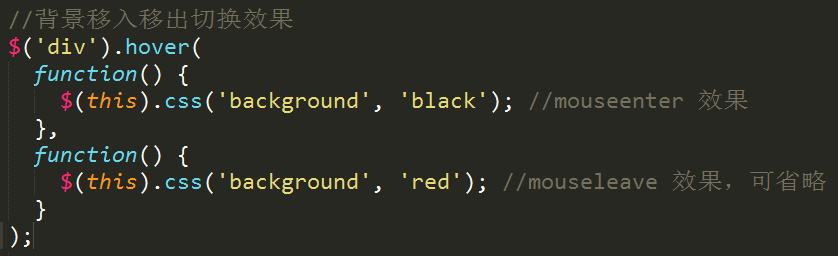 //背景移入移出切换效果
$('div').hover(
  function() {
    $(this).css('background', 'black'); //mouseenter 效果
  },
  function() {
    $(this).css('background', 'red'); //mouseleave 效果，可省略
  }
);